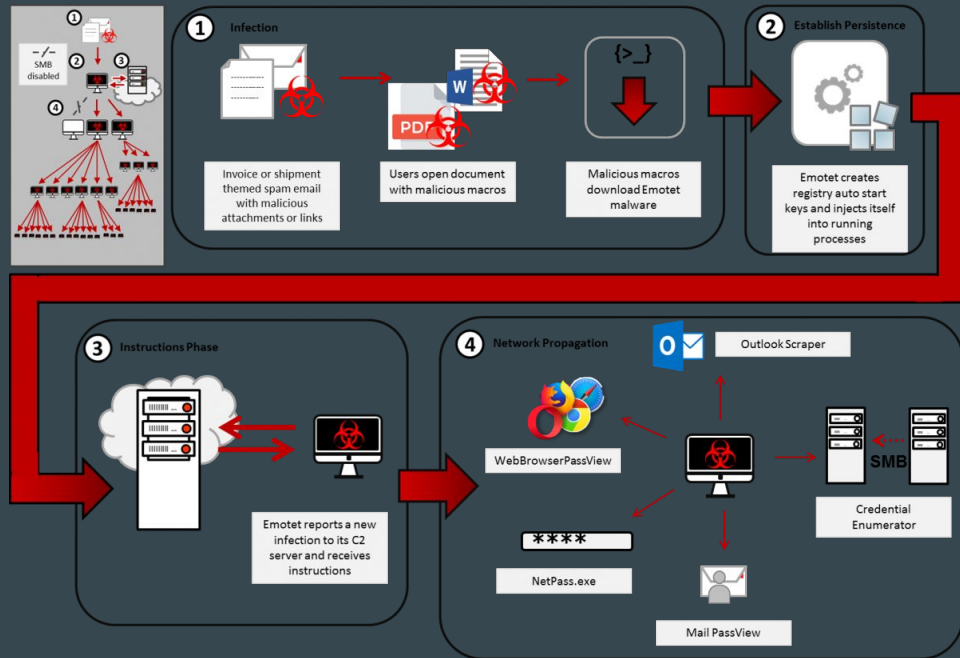 1
-/-
SMB
disabled
2
3
4
1
Infection
{>_}
W
PDF
Invoice or shipment
themed spam email
with malicious
attachments or links
Users open document
with malicious macros
Malicious macros
download Emotet
malware
2
Establish Persistence
Emotet creates
registry auto start
keys and injects itself
into running
processes
3
Instructions Phase
Emotet reports a new
infection to its C2
server and receives
instructions
4
Network Propagation
O
Outlook Scraper
WebBrowserPassView
SMB
Credential
Enumerator
****
NetPass.exe
Mail PassView